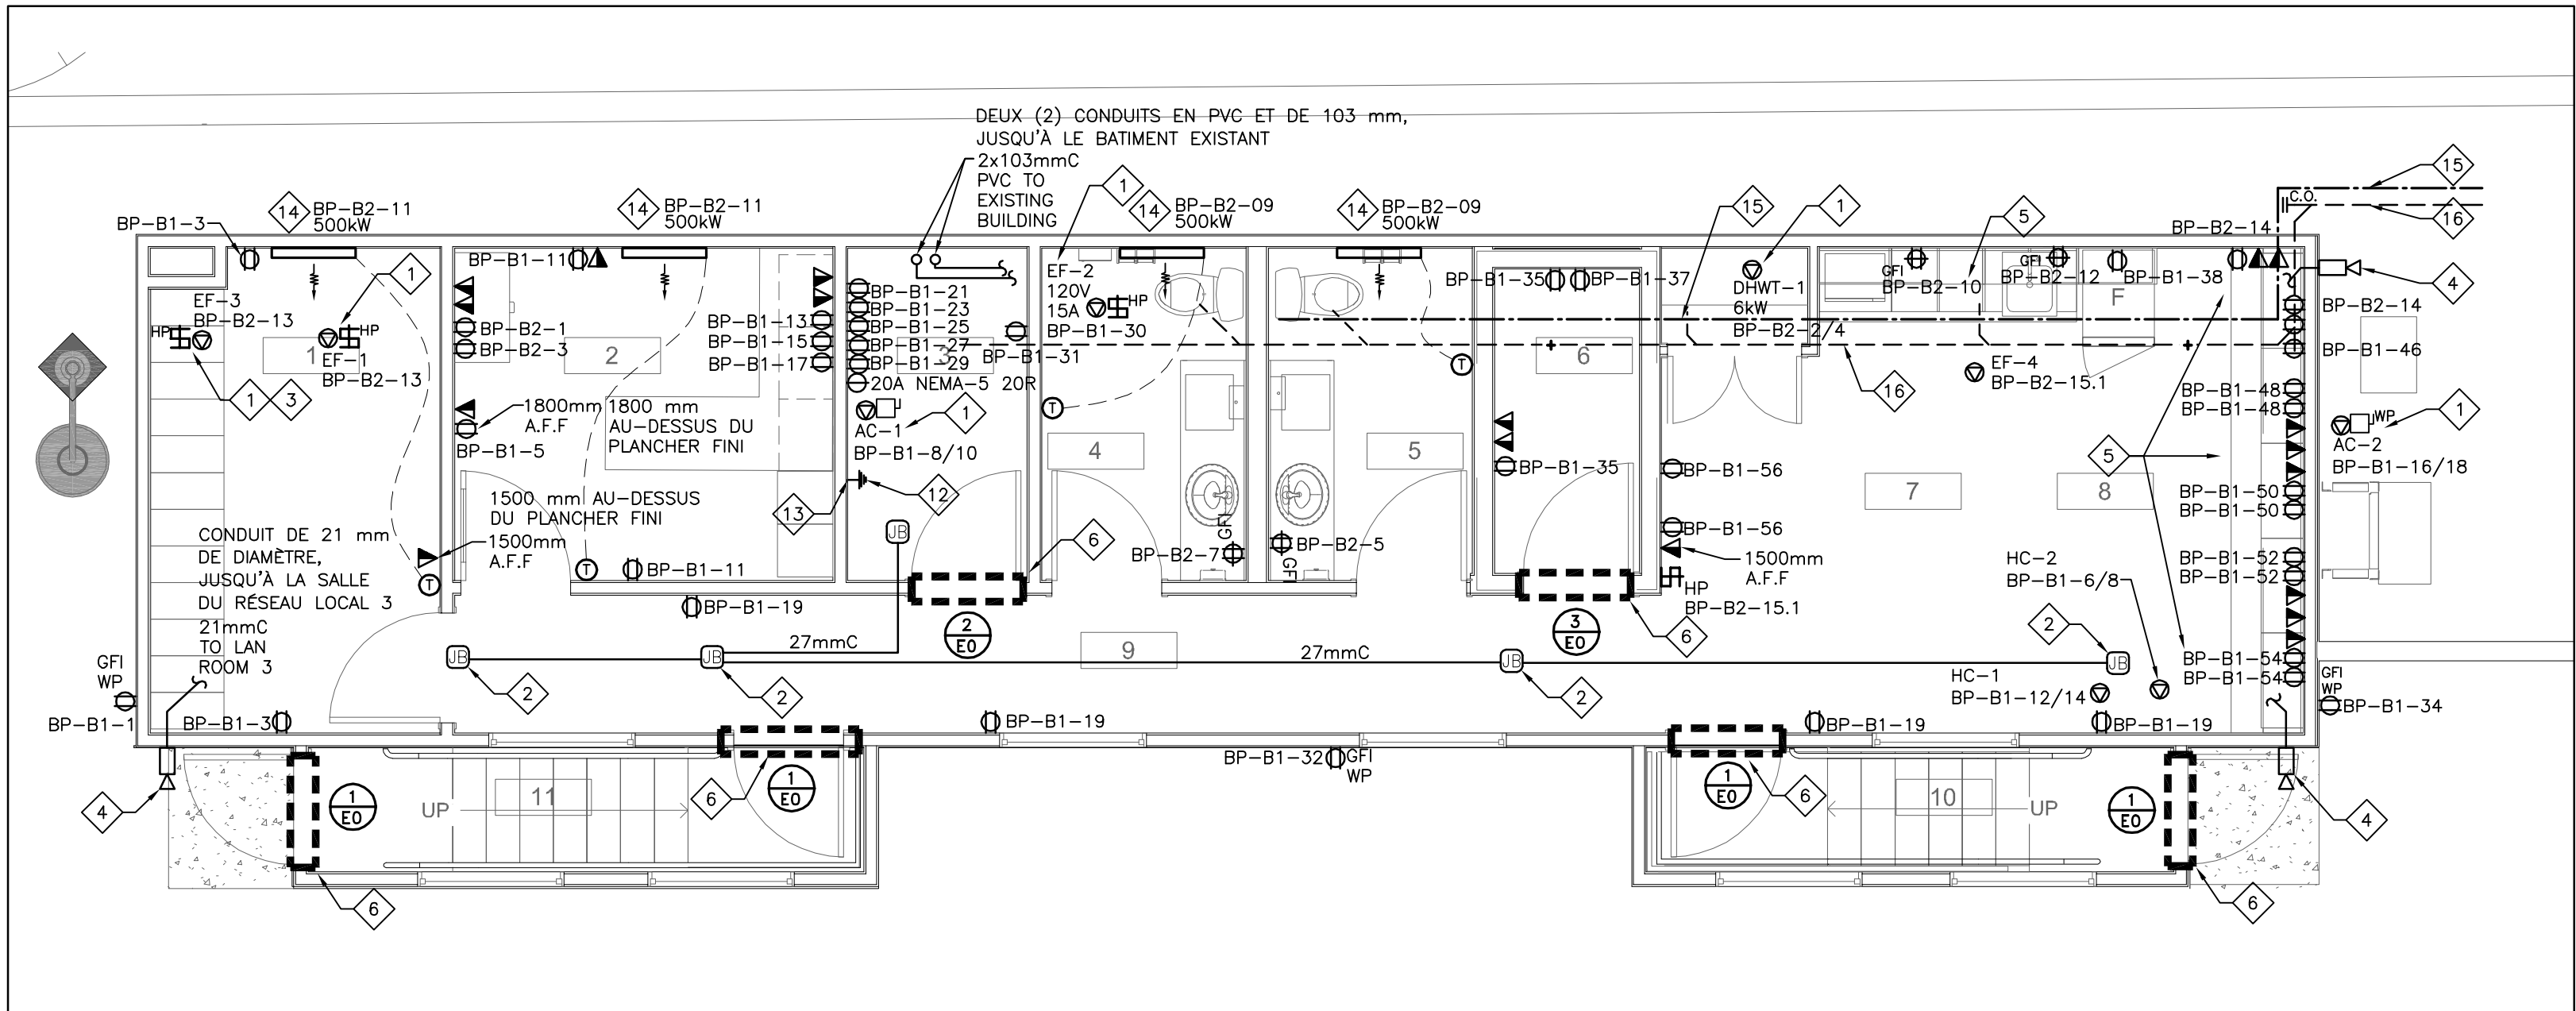 DEUX (2) CONDUITS EN PVC ET DE 103 mm,
JUSQU'À LE BATIMENT EXISTANT
2x103mmC
PVC TO
EXISTING
BUILDING
15
1
1
14
BP-B2-11
500kW
14
BP-B2-11
500kW
14
BP-B2-09
500kW
14
BP-B2-09
500kW
15
C.O.
16
5
BP-B1-3
BP-B2-14
1
BP-B1-11
EF-2
120V
15A
HP
BP-B1-30
BP-B1-35
BP-B1-37
DHWT-1
6kW
BP-B2-2/4
15
GFI
BP-B2-10
GFI
BP-B2-12
BP-B1-38
F
4
EF-3
BP-B2-13
HP
HP
1
EF-1
BP-B2-13
1
3
BP-B2-1
BP-B2-3
2
BP-B1-13
BP-B1-15
BP-B1-17
BP-B1-21
BP-B1-23
BP-B1-25
BP-B1-27
BP-B1-29
20A NEMA-5 20R
3
BP-B1-31
6
16
EF-4
BP-B2-15.1
BP-B2-14
BP-B1-46
BP-B1-48
BP-B1-48
WP
1
AC-2
BP-B1-16/18
1800mm
A.F.F
1800 mm
AU-DESSUS DU
PLANCHER FINI
BP-B1-5
AC-1
BP-B1-8/10
1
T
T
4
5
BP-B1-35
BP-B1-56
7
8
5
BP-B1-50
BP-B1-50
1500 mm AU-DESSUS
DU PLANCHER FINI
1500mm
A.F.F
13
12
JB
6
CONDUIT DE 21 mm
DE DIAMÈTRE,
JUSQU'À LA SALLE
DU RÉSEAU LOCAL 3
21mmC
TO LAN
ROOM 3
T
T
BP-B1-11
BP-B1-19
GFI
BP-B2-7
BP-B2-5
GFI
BP-B1-56
1500mm
A.F.F
HP
BP-B2-15.1
HC-2
BP-B1-6/8
BP-B1-52
BP-B1-52
2
E0
3
E0
6
2
9
27mmC
27mmC
JB
JB
JB
JB
2
2
2
HC-1
BP-B1-12/14
BP-B1-54
BP-B1-54
GFI
WP
BP-B1-1
BP-B1-3
BP-B1-19
BP-B1-19
BP-B1-19
GFI
WP
BP-B1-34
BP-B1-32
GFI
WP
4
1
E0
UP
11
6
1
E0
1
E0
6
10
UP
1
E0
4
6
6